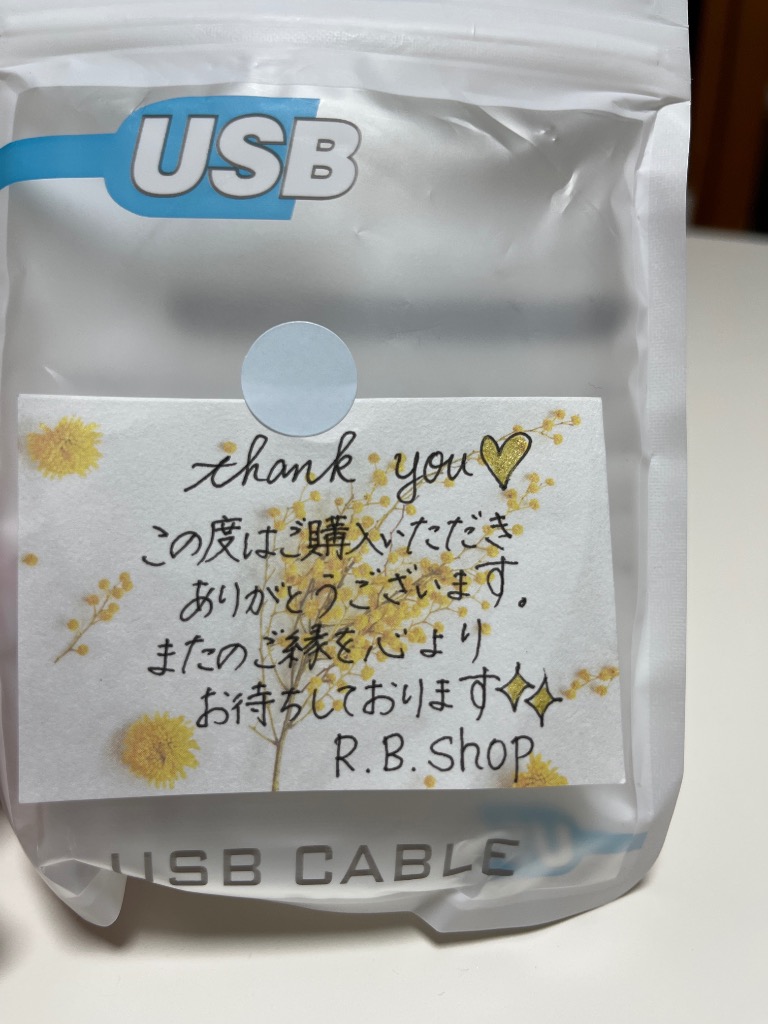 USB
thank you♡
この度はご購入いただき
ありがとうございます。
またのご縁を心より
お待ちしております✨
R.B.Shop
USB CABLE